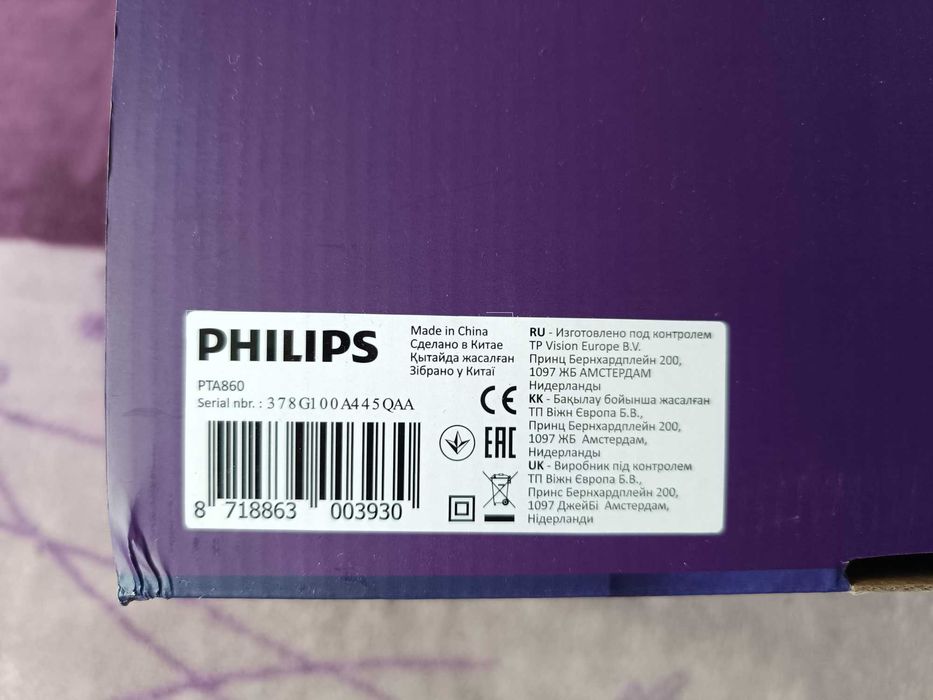 PHILIPS
PTA860
Serial nbr. : 378G100A445QAA
8 718863 003930
Made in China
Сделано в Китае
Қытайда жасалған
Зібрано у Китаї
CE
EAC
RU - Изготовлено под контролем
TP Vision Europe B.V.
Принц Бернхардплейн 200,
1097 ЖБ АМСТЕРДАМ
Нидерланды
KK - Бақылау бойынша жасалған
ТП Віжн Європа Б.В.,
Принц Бернхардплейн 200,
1097 ЖБ Амстердам,
Нидерланды
UK - Виробник під контролем
ТП Віжн Європа Б.В.,
Принс Бернхардплейн 200,
1097 ДжейБі Амстердам,
Нідерланди